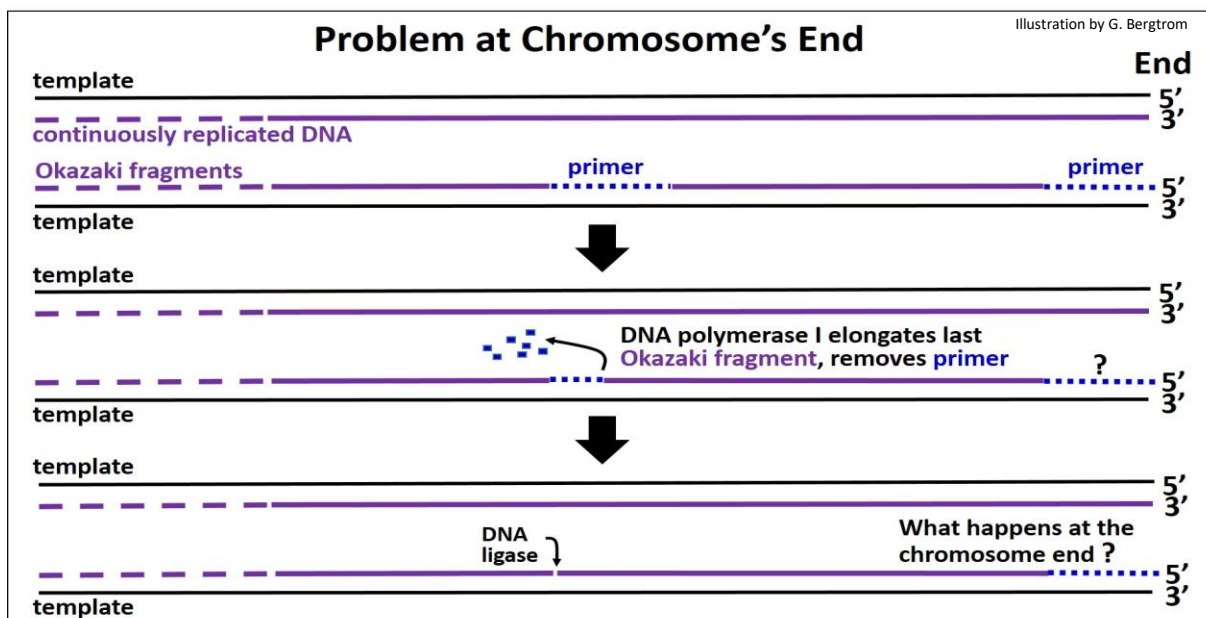 Illustration by G. Bergtrom
Problem at Chromosome's End
End
template
5'
3'
continuously replicated DNA
Okazaki fragments
primer
primer
5'
3'
template
template
5'
3'
DNA polymerase I elongates last
Okazaki fragment, removes primer
?
5'
3'
template
template
5'
3'
DNA
ligase
What happens at the
chromosome end ?
5'
3'
template